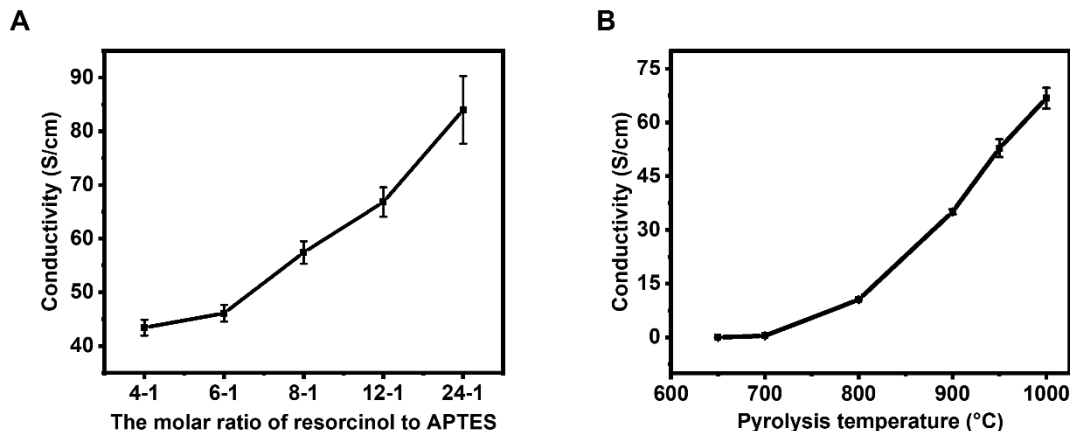 A
Conductivity (S/cm)
90
80
70
60
50
40
4-1 6-1 8-1 12-1 24-1
The molar ratio of resorcinol to APTES
B
Conductivity (S/cm)
75
60
45
30
15
0
600 700 800 900 1000
Pyrolysis temperature (°C)